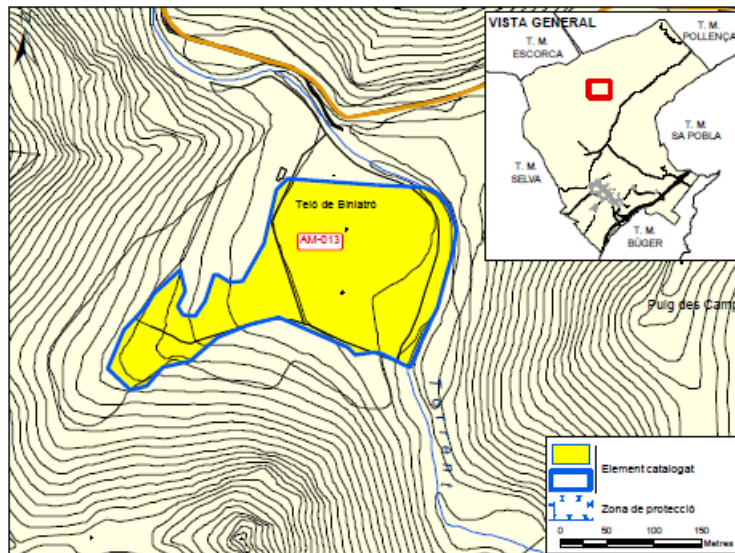 N
VISTA GENERAL
T. M.
POLLENÇA
T. M.
ESCORCA
T. M.
SA POBLA
T. M.
SELVA
T. M.
BÚGER
Teló de Biniatró
AM-013
Puig des Camp
Torrent
Element catalogat
Zona de protecció
0 50 100 150
Metres